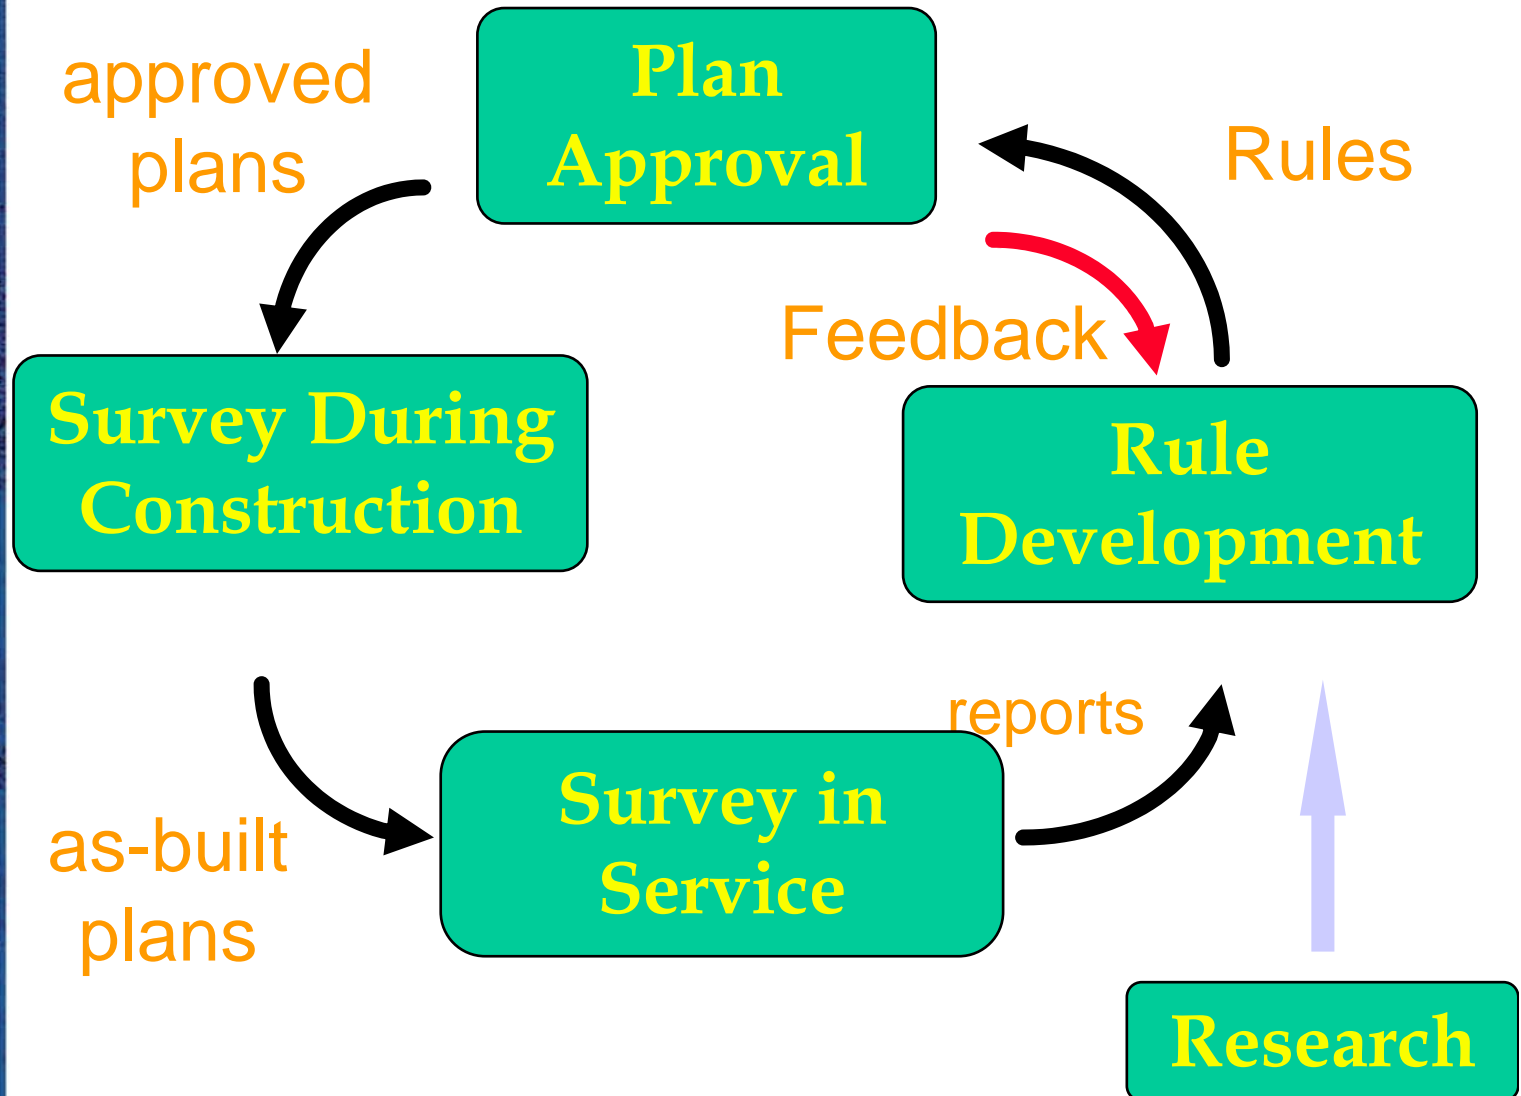 approved
plans
Plan
Approval
Rules
Feedback
Survey During
Construction
Rule
Development
reports
Survey in
Service
as-built
plans
Research